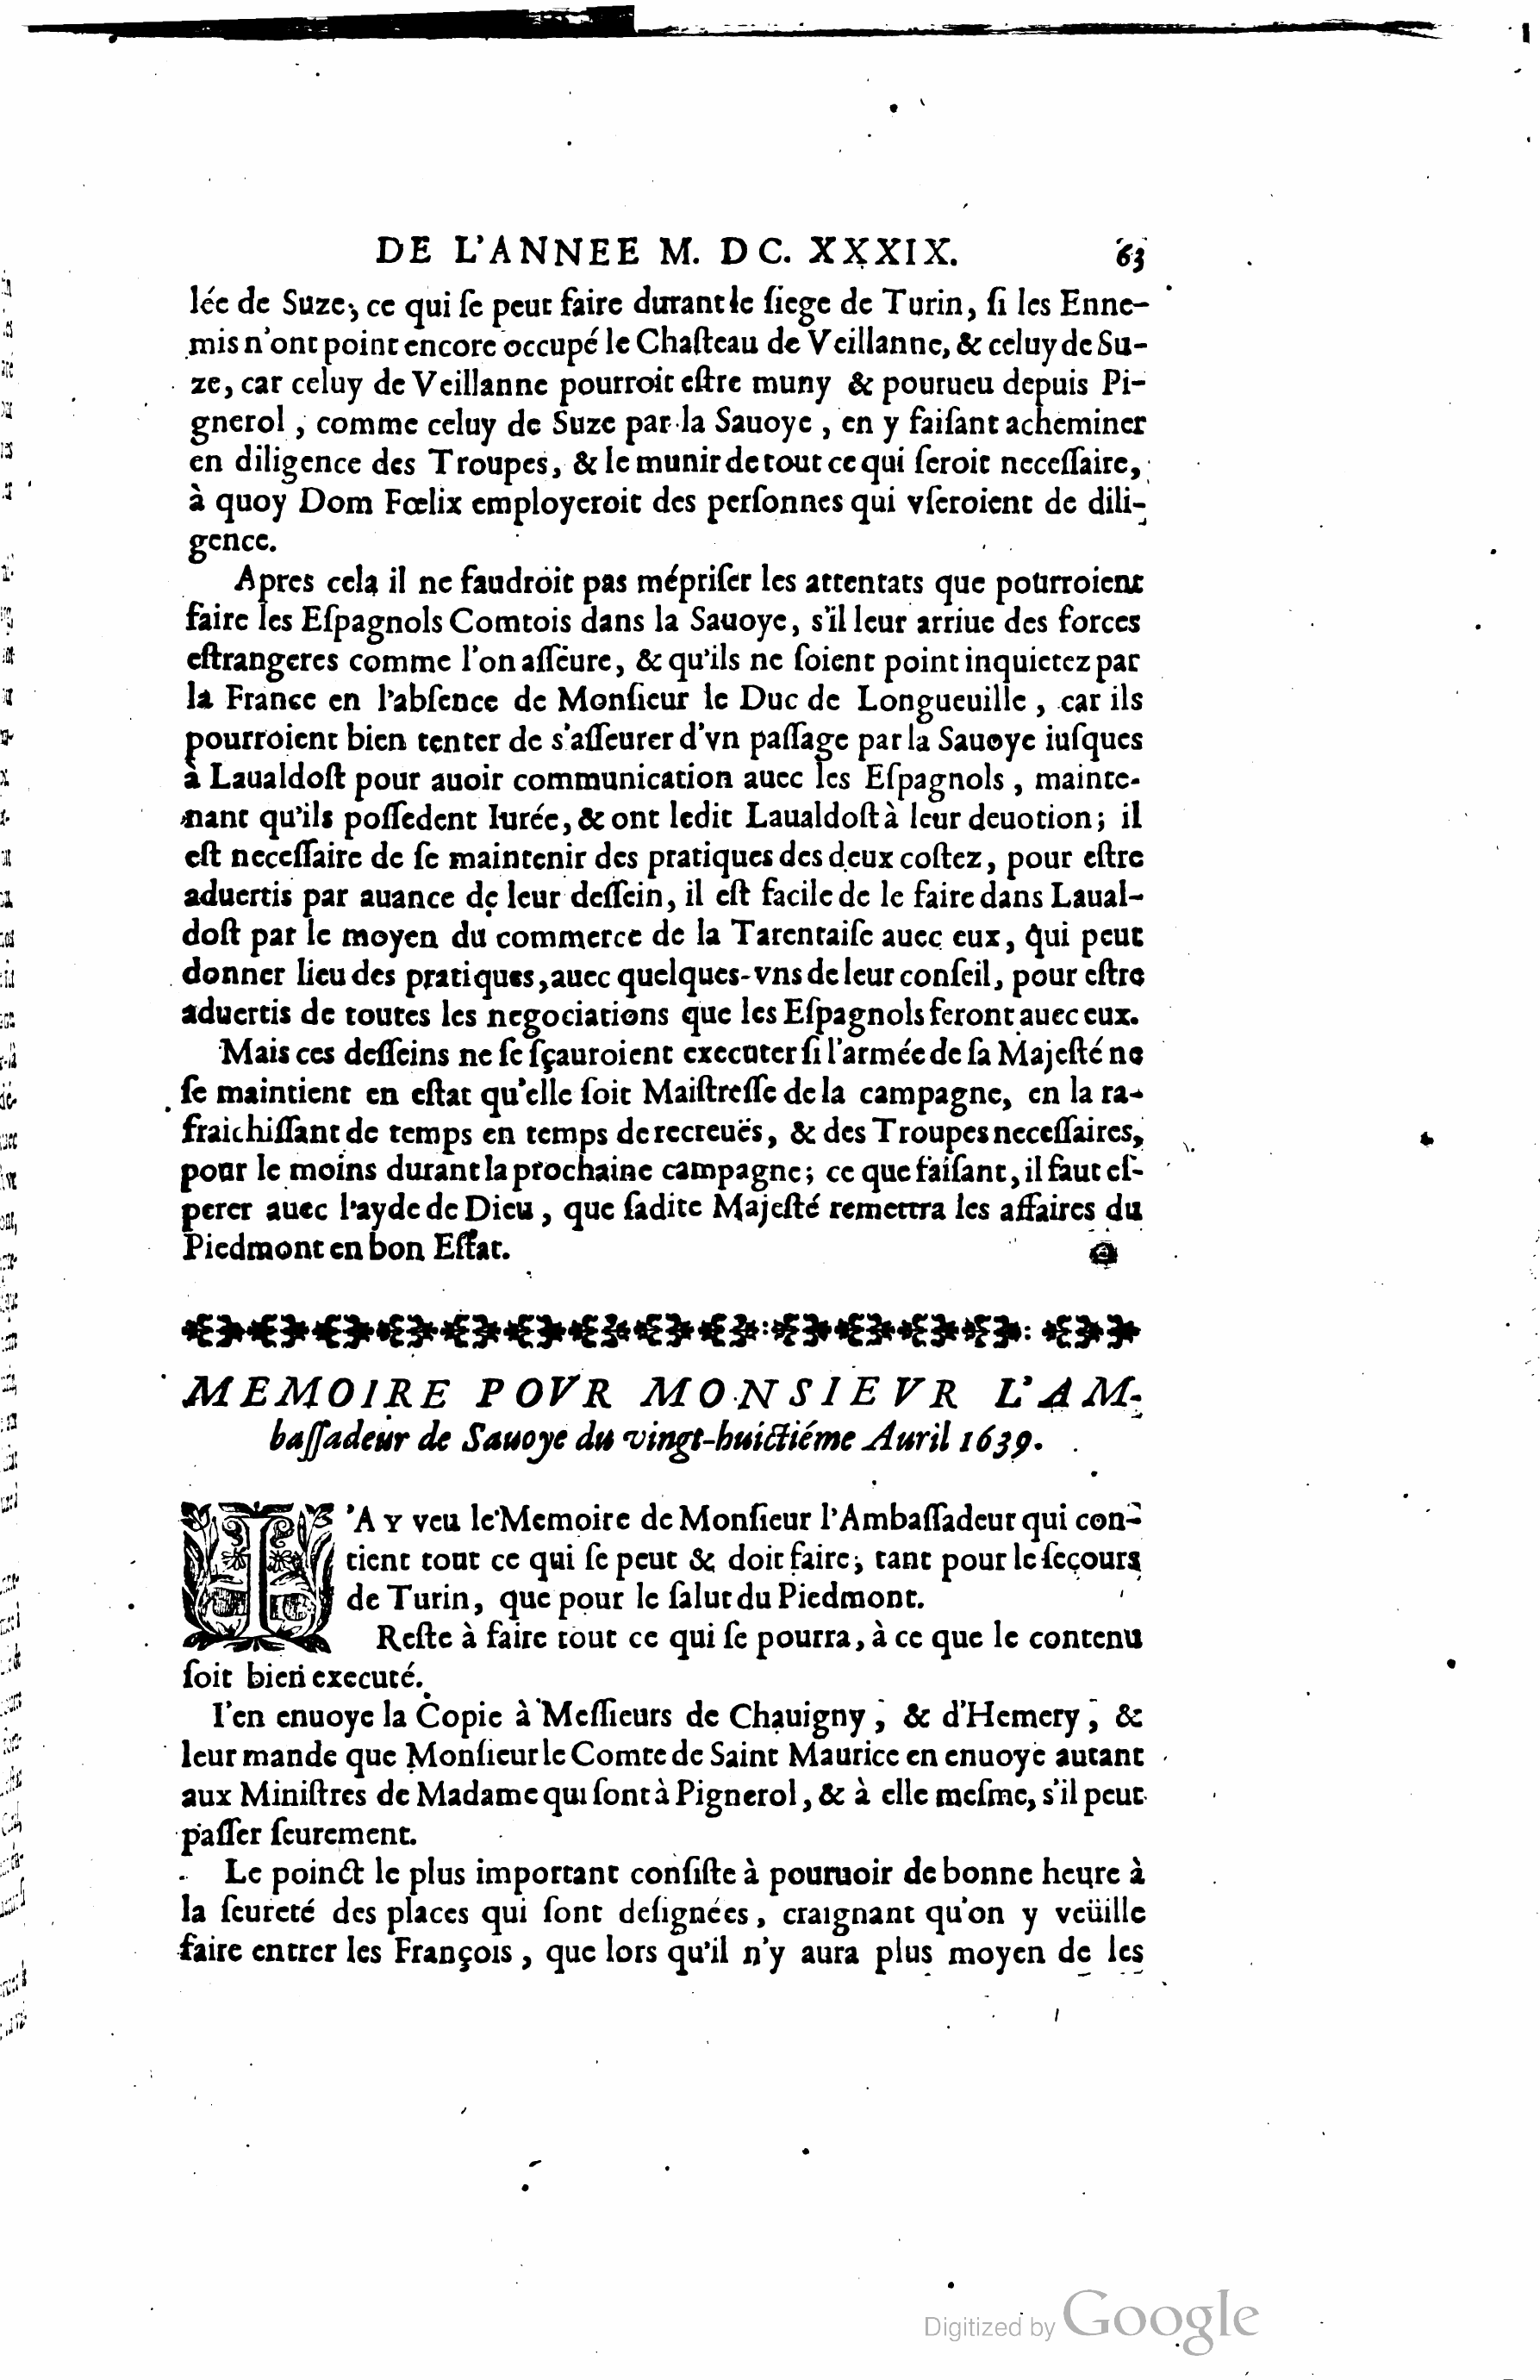 DE L'ANNEE M. DC. XXXIX. 63
lée de Suze; ce qui ſe peut faire durant le ſiege de Turin, ſi les Enne-
mis n'ont point encore occupé le Chaſteau de Veillanne, & celuy de Su-
ze, car celuy de Veillanne pourroit eſtre muny & pourueu depuis Pi-
gnerol, comme celuy de Suze par la Sauoye, en y faiſant acheminer
en diligence des Troupes, & le munir de tout ce qui ſeroit neceſſaire,
à quoy Dom Fœlix employeroit des perſonnes qui vſeroient de dili-
gence.
Apres cela il ne faudroit pas mépriſer les attentats que pourroient
faire les Eſpagnols Comtois dans la Sauoye, s'il leur arriue des forces
eſtrangeres comme l'on aſſeure, & qu'ils ne ſoient point inquietez par
la France en l'abſence de Monſieur le Duc de Longueuille, car ils
pourroient bien tenter de s'aſſeurer d'vn paſſage par la Sauoye iuſques
à Laualdoſt pour auoir communication auec les Eſpagnols, mainte-
nant qu'ils poſſedent Iurée, & ont ledit Laualdoſt à leur deuotion; il
eſt neceſſaire de ſe maintenir des pratiques des deux coſtez, pour eſtre
aduertis par auance de leur deſſein, il eſt facile de le faire dans Laual-
doſt par le moyen du commerce de la Tarentaiſe auec eux, qui peut
donner lieu des pratiques, auec quelques-vns de leur conſeil, pour eſtre
aduertis de toutes les negociations que les Eſpagnols feront auec eux.
Mais ces deſſeins ne ſe ſçauroient executer ſi l'armée de ſa Majeſté ne
ſe maintient en eſtat qu'elle ſoit Maiſtreſſe de la campagne, en la ra-
fraichiſſant de temps en temps de recreuës, & des Troupes neceſſaires,
pour le moins durant la prochaine campagne; ce que faiſant, il faut eſ-
perer auec l'ayde de Dieu, que ſadite Majeſté remettra les affaires du
Piedmont en bon Eſtat.
MEMOIRE POVR MONSIEVR L'AM-
baſſadeur de Sauoye du vingt-huictiéme Auril 1639.
I'AY veu le Memoire de Monſieur l'Ambaſſadeur qui con-
tient tout ce qui ſe peut & doit faire, tant pour le ſecours
de Turin, que pour le ſalut du Piedmont.
Reſte à faire tout ce qui ſe pourra, à ce que le contenu
ſoit bien executé.
I'en enuoye la Copie à Meſſieurs de Chauigny, & d'Hemery, &
leur mande que Monſieur le Comte de Saint Maurice en enuoye autant
aux Miniſtres de Madame qui ſont à Pignerol, & à elle meſme, s'il peut
paſſer ſeurement.
Le poinct le plus important conſiſte à pouruoir de bonne heure à
la ſeureté des places qui ſont deſignées, craignant qu'on y veüille
faire entrer les François, que lors qu'il n'y aura plus moyen de les
Digitized by Google